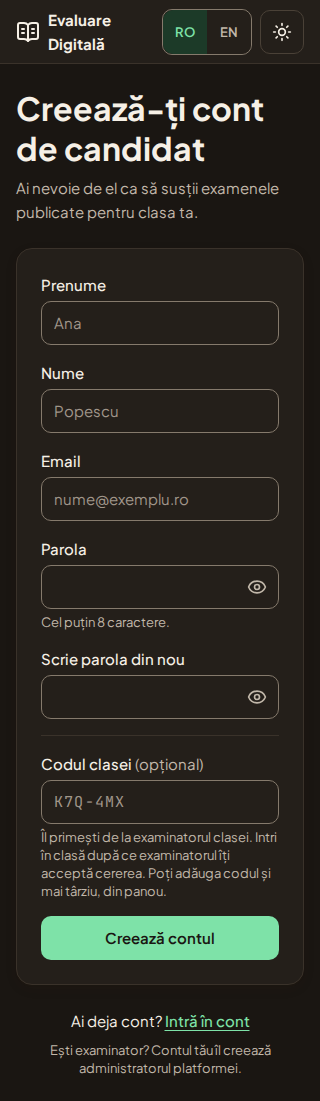 Evaluare
Digitală
RO
EN
Creează-ți cont
de candidat
Ai nevoie de el ca să susții examenele
publicate pentru clasa ta.
Prenume
Ana
Nume
Popescu
Email
nume@exemplu.ro
Parola
Cel puțin 8 caractere.
Scrie parola din nou
Codul clasei (opțional)
K7Q-4MX
Îl primești de la examinatorul clasei. Intri
în clasă după ce examinatorul îți
acceptă cererea. Poți adăuga codul și
mai târziu, din panou.
Creează contul
Ai deja cont? Intră în cont
Ești examinator? Contul tău îl creează
administratorul platformei.